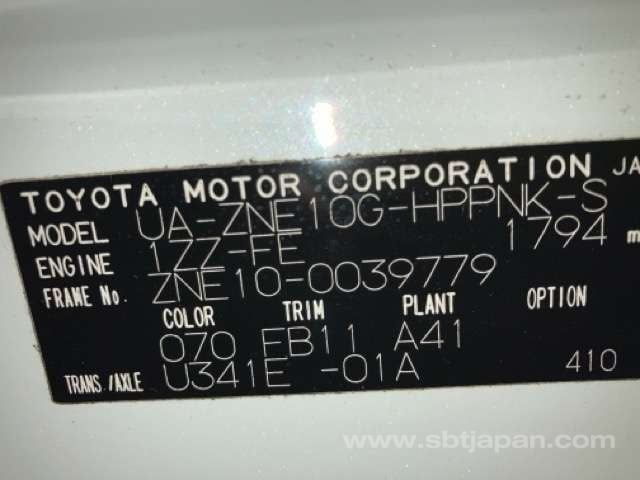 TOYOTA MOTOR CORPORATION JA
MODEL UA-ZNE10G-HPPNK-S
ENGINE 1ZZ-FE 1794 m
FRAME No. ZNE10-0039779
COLOR TRIM PLANT OPTION
070 EB11 A41
TRANS./AXLE U341E -01A 410
www.sbtjapan.com